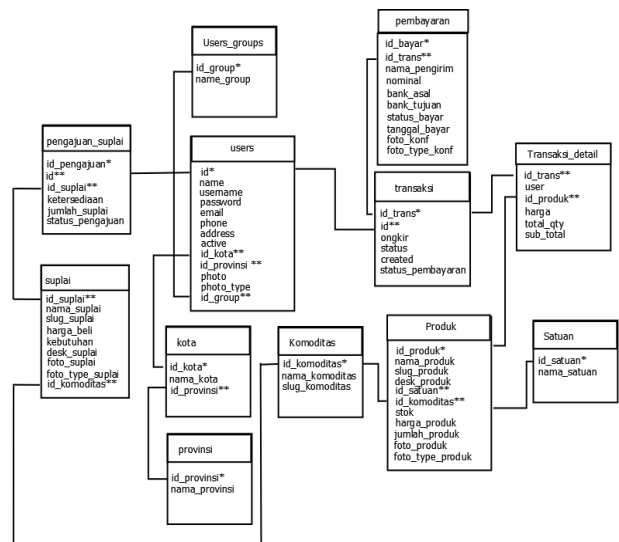 Users_groups
id_group*
name_group
pembayaran
id_bayar*
id_trans**
nama_pengirim
nominal
bank_asal
bank_tujuan
status_bayar
tanggal_bayar
foto_konf
foto_type_konf
pengajuan_suplai
id_pengajuan*
id**
id_suplai**
ketersediaan
jumlah_suplai
status_pengajuan
users
id*
name
username
password
email
phone
address
active
id_kota**
id_provinsi **
photo
photo_type
id_group**
transaksi
id_trans*
id**
ongkir
status
created
status_pembayaran
Transaksi_detail
id_trans**
user
id_produk**
harga
total_qty
sub_total
suplai
id_suplai**
nama_suplai
slug_suplai
harga_beli
kebutuhan
desk_suplai
foto_suplai
foto_type_suplai
id_komoditas**
kota
id_kota*
nama_kota
id_provinsi**
Komoditas
id_komoditas*
nama_komoditas
slug_komoditas
Produk
id_produk*
nama_produk
slug_produk
desk_produk
id_satuan**
id_komoditas**
stok
harga_produk
jumlah_produk
foto_produk
foto_type_produk
Satuan
id_satuan*
nama_satuan
provinsi
id_provinsi*
nama_provinsi